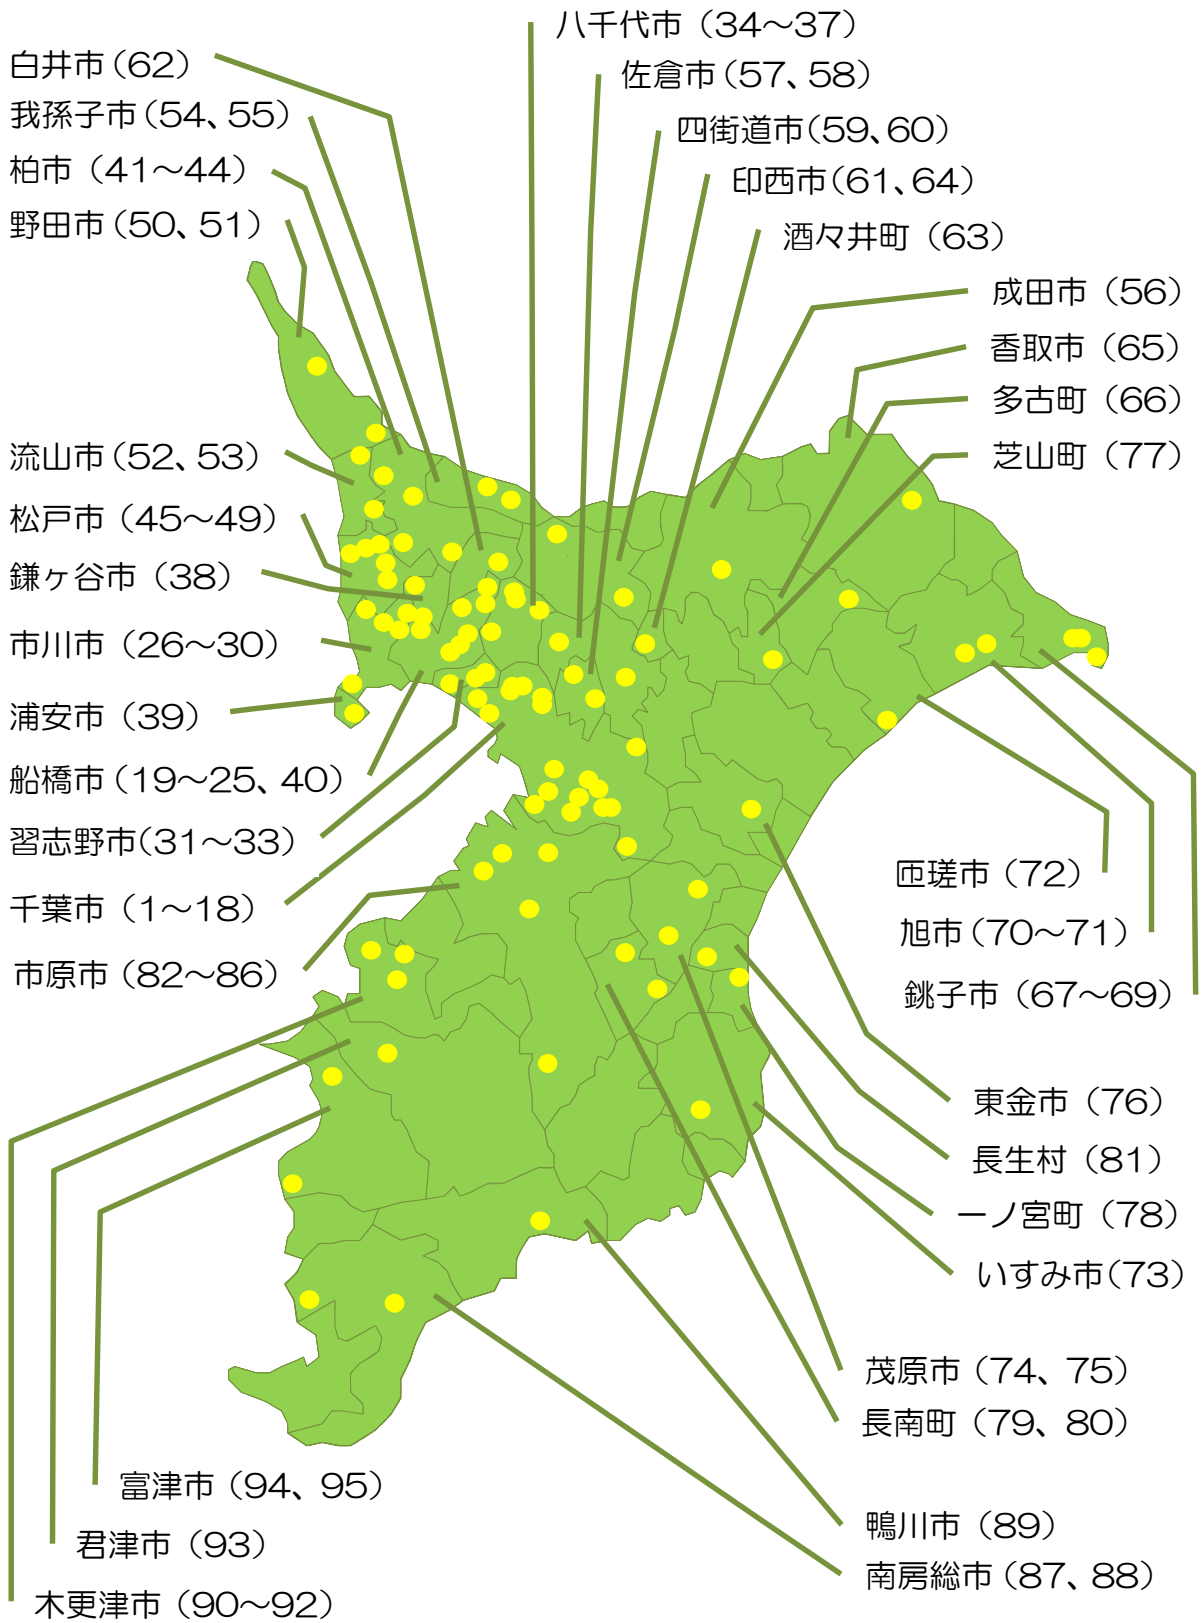 八千代市（34～37）
白井市（62）
佐倉市（57、58）
我孫子市（54、55）
四街道市（59、60）
柏市（41～44）
印西市（61、64）
野田市（50、51）
酒々井町（63）
成田市（56）
香取市（65）
多古町（66）
流山市（52、53）
芝山町（77）
松戸市（45～49）
鎌ヶ谷市（38）
市川市（26～30）
浦安市（39）
船橋市（19～25、40）
習志野市（31～33）
匝瑳市（72）
千葉市（1～18）
旭市（70～71）
市原市（82～86）
銚子市（67～69）
東金市（76）
長生村（81）
一ノ宮町（78）
いすみ市（73）
茂原市（74、75）
長南町（79、80）
富津市（94、95）
鴨川市（89）
君津市（93）
南房総市（87、88）
木更津市（90～92）